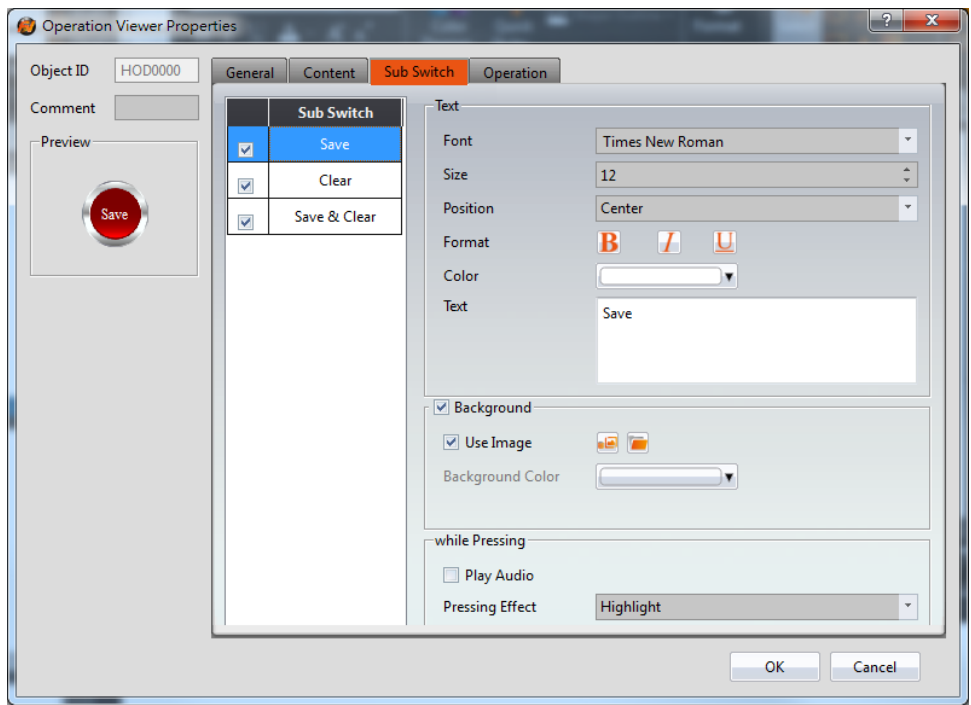 Operation Viewer Properties
?
X
Object ID HOD0000
Comment
Preview
Save
General Content Sub Switch Operation
Sub Switch
Save
Clear
Save & Clear
Text
Font Times New Roman
Size 12
Position Center
Format B I U
Color
Text Save
Background
Use Image
Background Color
while Pressing
Play Audio
Pressing Effect Highlight
OK Cancel